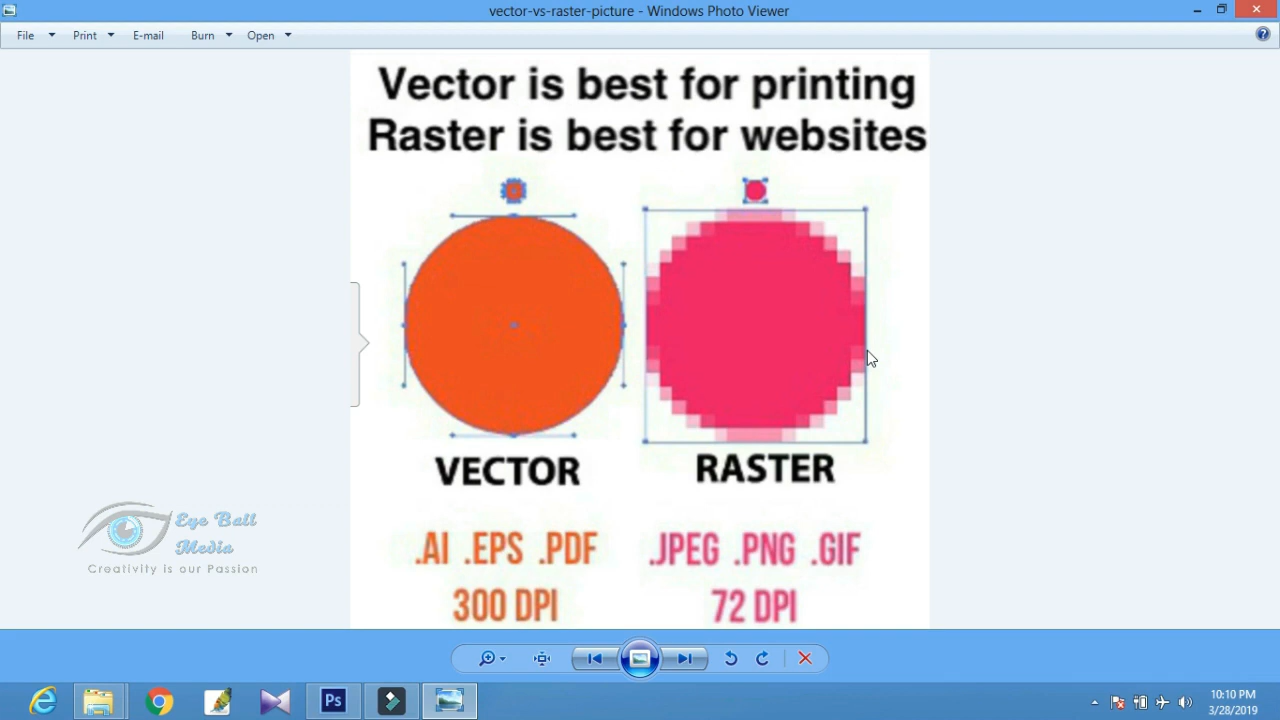 vector-vs-raster-picture - Windows Photo Viewer
File Print E-mail Burn Open
Vector is best for printing
Raster is best for websites
VECTOR RASTER
.AI .EPS .PDF .JPEG .PNG .GIF
300 DPI 72 DPI
Eye Ball
Media
Creativity is our Passion
Ps
10:10 PM
3/28/2019